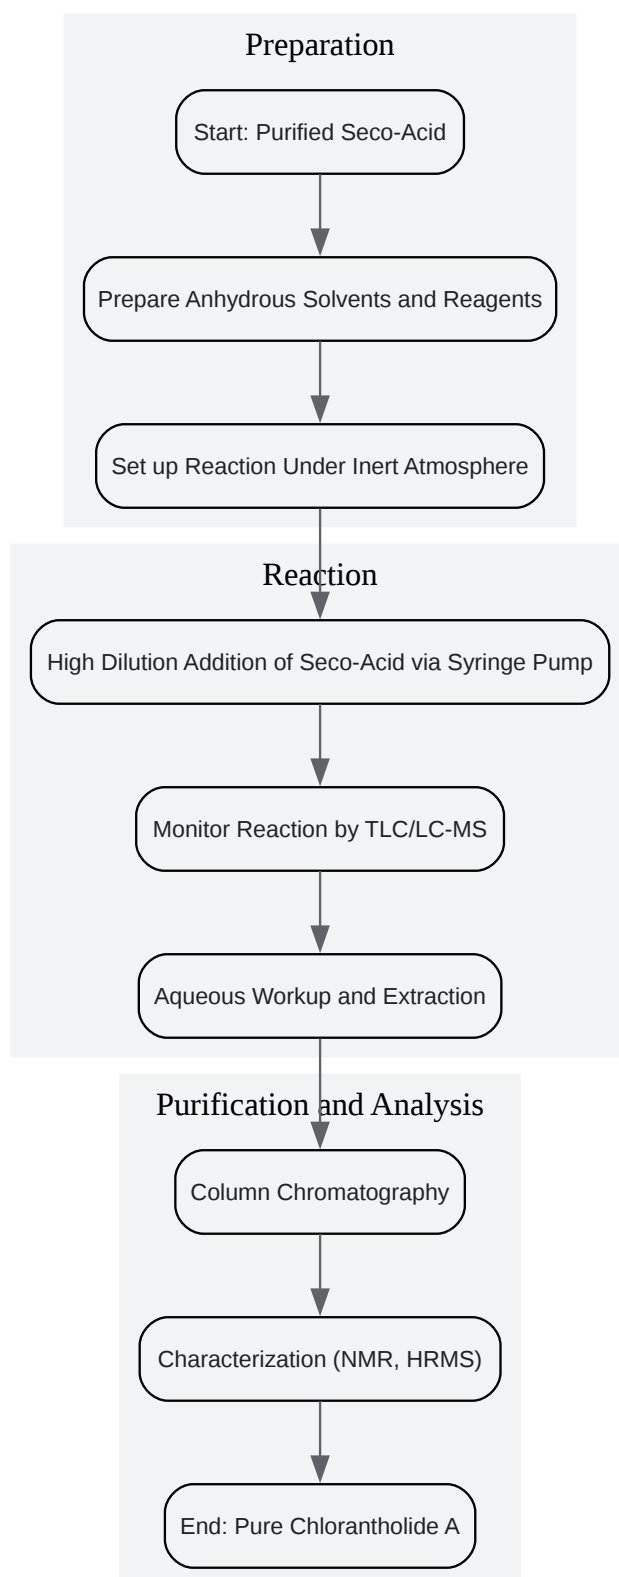 Preparation
Start: Purified Seco-Acid
Prepare Anhydrous Solvents and Reagents
Set up Reaction Under Inert Atmosphere
Reaction
High Dilution Addition of Seco-Acid via Syringe Pump
Monitor Reaction by TLC/LC-MS
Aqueous Workup and Extraction
Purification and Analysis
Column Chromatography
Characterization (NMR, HRMS)
End: Pure Chlorantholide A